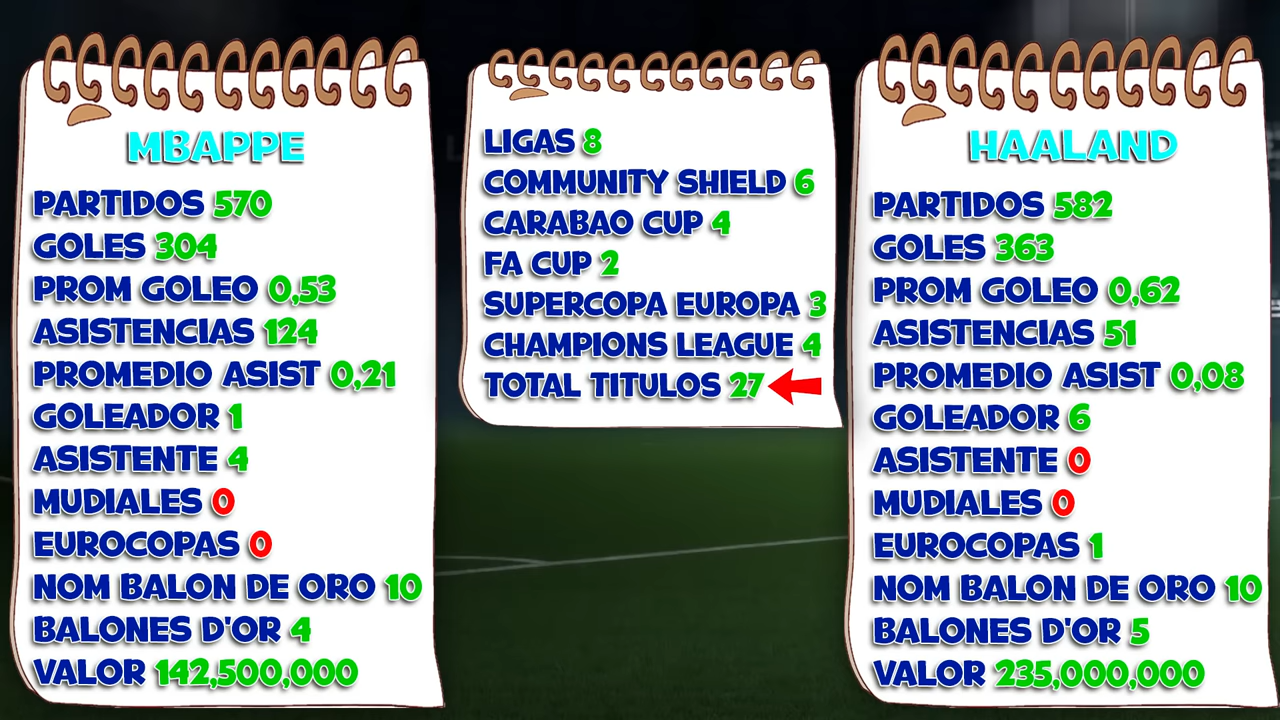 MBAPPE
PARTIDOS 570
GOLES 304
PROM GOLEO 0,53
ASISTENCIAS 124
PROMEDIO ASIST 0,21
GOLEADOR 1
ASISTENTE 4
MUDIALES 0
EUROCOPAS 0
NOM BALON DE ORO 10
BALONES D'OR 4
VALOR 142,500,000
LIGAS 8
COMMUNITY SHIELD 6
CARABAO CUP 4
FA CUP 2
SUPERCOPA EUROPA 3
CHAMPIONS LEAGUE 4
TOTAL TITULOS 27
HAALAND
PARTIDOS 582
GOLES 363
PROM GOLEO 0,62
ASISTENCIAS 51
PROMEDIO ASIST 0,08
GOLEADOR 6
ASISTENTE 0
MUDIALES 0
EUROCOPAS 1
NOM BALON DE ORO 10
BALONES D'OR 5
VALOR 235,000,000